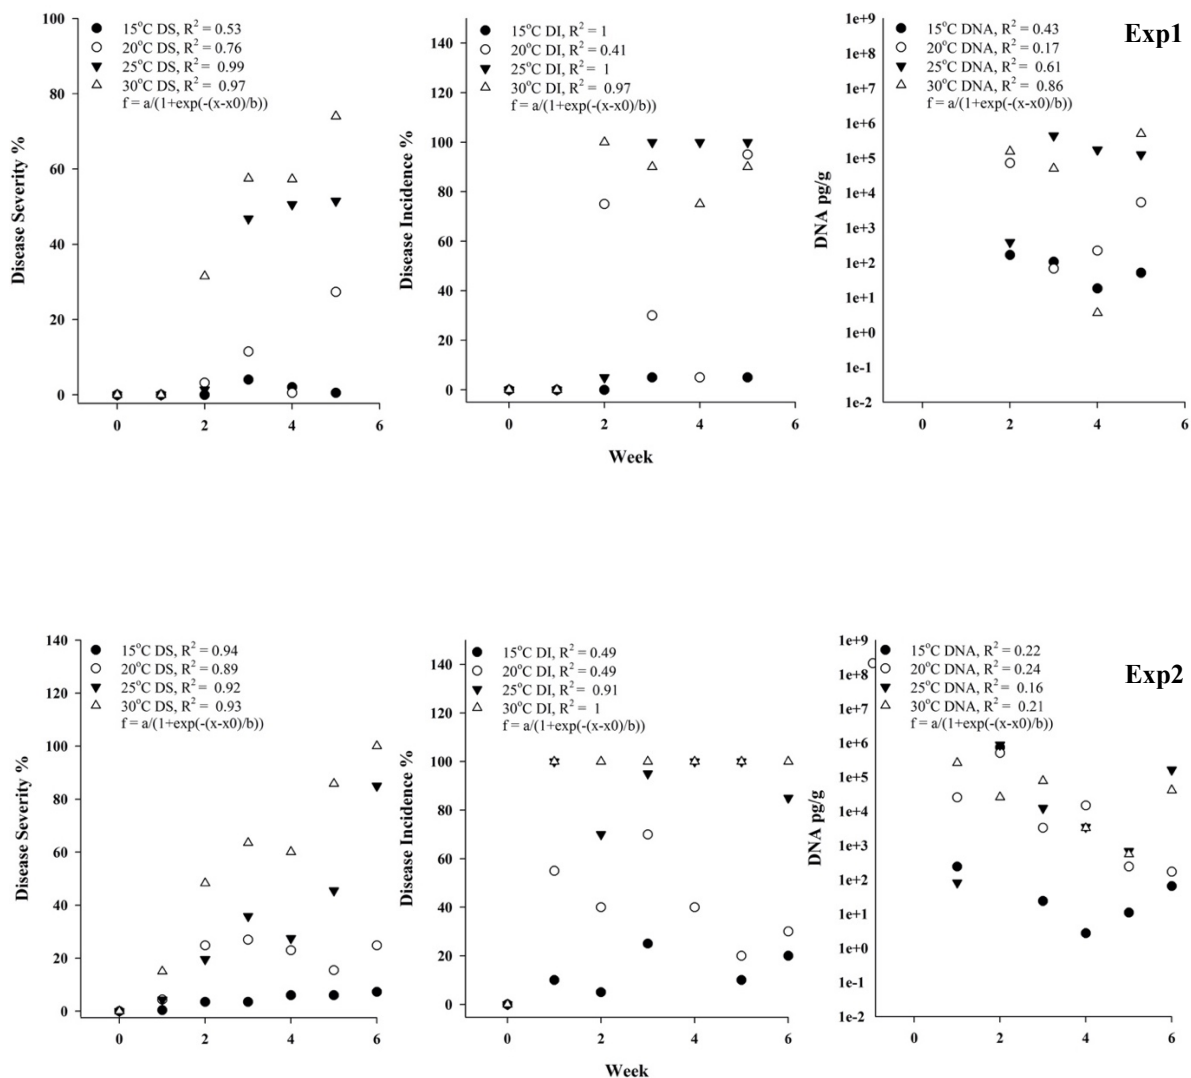 Exp1
100
80
60
40
20
0
Disease Severity %
15°C DS, R² = 0.53
20°C DS, R² = 0.76
25°C DS, R² = 0.99
30°C DS, R² = 0.97
f = a/(1+exp(-(x-x0)/b))
0 2 4 6
140
120
100
80
60
40
20
0
Disease Incidence %
15°C DI, R² = 1
20°C DI, R² = 0.41
25°C DI, R² = 1
30°C DI, R² = 0.97
f = a/(1+exp(-(x-x0)/b))
0 2 4 6
Week
1e+9
1e+8
1e+7
1e+6
1e+5
1e+4
1e+3
1e+2
1e+1
1e+0
1e-1
1e-2
DNA pg/g
15°C DNA, R² = 0.43
20°C DNA, R² = 0.17
25°C DNA, R² = 0.61
30°C DNA, R² = 0.86
f = a/(1+exp(-(x-x0)/b))
0 2 4 6
Exp2
140
120
100
80
60
40
20
0
Disease Severity %
15°C DS, R² = 0.94
20°C DS, R² = 0.89
25°C DS, R² = 0.92
30°C DS, R² = 0.93
f = a/(1+exp(-(x-x0)/b))
0 2 4 6
140
120
100
80
60
40
20
0
Disease Incidence %
15°C DI, R² = 0.49
20°C DI, R² = 0.49
25°C DI, R² = 0.91
30°C DI, R² = 1
f = a/(1+exp(-(x-x0)/b))
0 2 4 6
Week
1e+9
1e+8
1e+7
1e+6
1e+5
1e+4
1e+3
1e+2
1e+1
1e+0
1e-1
1e-2
DNA pg/g
15°C DNA, R² = 0.22
20°C DNA, R² = 0.24
25°C DNA, R² = 0.16
30°C DNA, R² = 0.21
f = a/(1+exp(-(x-x0)/b))
0 2 4 6